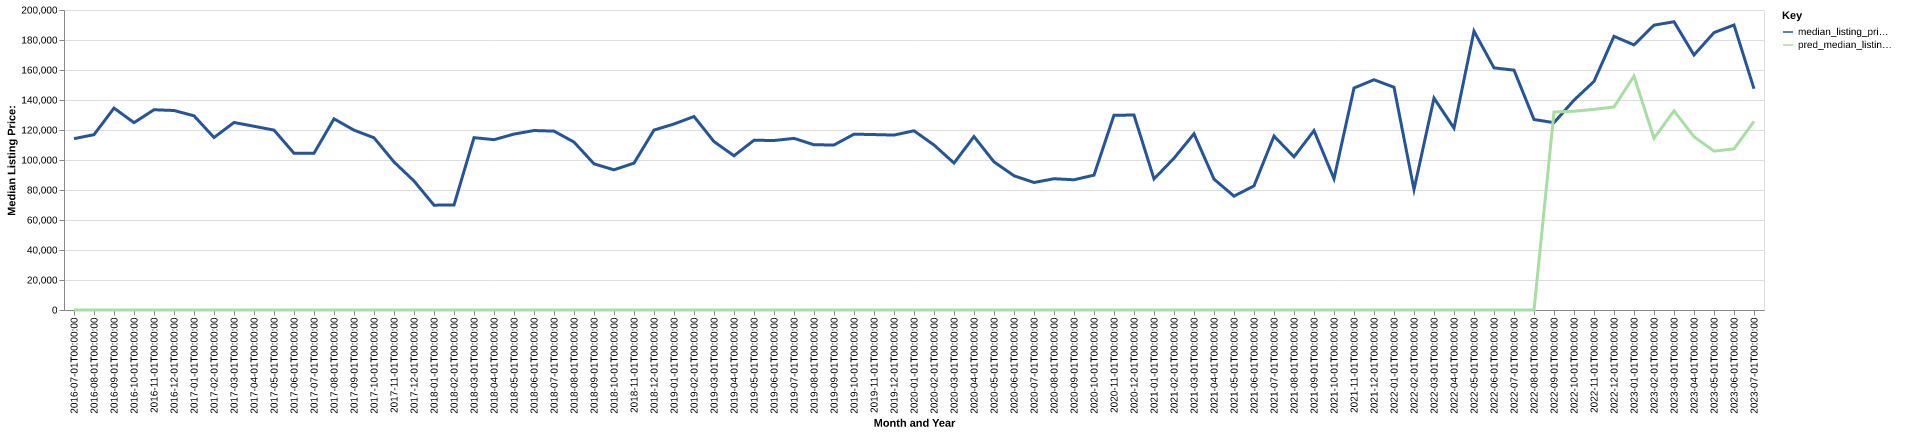 200,000
180,000
160,000
140,000
120,000
100,000
80,000
60,000
40,000
20,000
0
Median Listing Price:
2016-07-01T00:00:00
2016-08-01T00:00:00
2016-09-01T00:00:00
2016-10-01T00:00:00
2016-11-01T00:00:00
2016-12-01T00:00:00
2017-01-01T00:00:00
2017-02-01T00:00:00
2017-03-01T00:00:00
2017-04-01T00:00:00
2017-05-01T00:00:00
2017-06-01T00:00:00
2017-07-01T00:00:00
2017-08-01T00:00:00
2017-09-01T00:00:00
2017-10-01T00:00:00
2017-11-01T00:00:00
2017-12-01T00:00:00
2018-01-01T00:00:00
2018-02-01T00:00:00
2018-03-01T00:00:00
2018-04-01T00:00:00
2018-05-01T00:00:00
2018-06-01T00:00:00
2018-07-01T00:00:00
2018-08-01T00:00:00
2018-09-01T00:00:00
2018-10-01T00:00:00
2018-11-01T00:00:00
2018-12-01T00:00:00
2019-01-01T00:00:00
2019-02-01T00:00:00
2019-03-01T00:00:00
2019-04-01T00:00:00
2019-05-01T00:00:00
2019-06-01T00:00:00
2019-07-01T00:00:00
2019-08-01T00:00:00
2019-09-01T00:00:00
2019-10-01T00:00:00
2019-11-01T00:00:00
2019-12-01T00:00:00
2020-01-01T00:00:00
2020-02-01T00:00:00
2020-03-01T00:00:00
2020-04-01T00:00:00
2020-05-01T00:00:00
2020-06-01T00:00:00
2020-07-01T00:00:00
2020-08-01T00:00:00
2020-09-01T00:00:00
2020-10-01T00:00:00
2020-11-01T00:00:00
2020-12-01T00:00:00
2021-01-01T00:00:00
2021-02-01T00:00:00
2021-03-01T00:00:00
2021-04-01T00:00:00
2021-05-01T00:00:00
2021-06-01T00:00:00
2021-07-01T00:00:00
2021-08-01T00:00:00
2021-09-01T00:00:00
2021-10-01T00:00:00
2021-11-01T00:00:00
2021-12-01T00:00:00
2022-01-01T00:00:00
2022-02-01T00:00:00
2022-03-01T00:00:00
2022-04-01T00:00:00
2022-05-01T00:00:00
2022-06-01T00:00:00
2022-07-01T00:00:00
2022-08-01T00:00:00
2022-09-01T00:00:00
2022-10-01T00:00:00
2022-11-01T00:00:00
2022-12-01T00:00:00
2023-01-01T00:00:00
2023-02-01T00:00:00
2023-03-01T00:00:00
2023-04-01T00:00:00
2023-05-01T00:00:00
2023-06-01T00:00:00
2023-07-01T00:00:00
Month and Year
Key
median_listing_pri…
pred_median_listin…